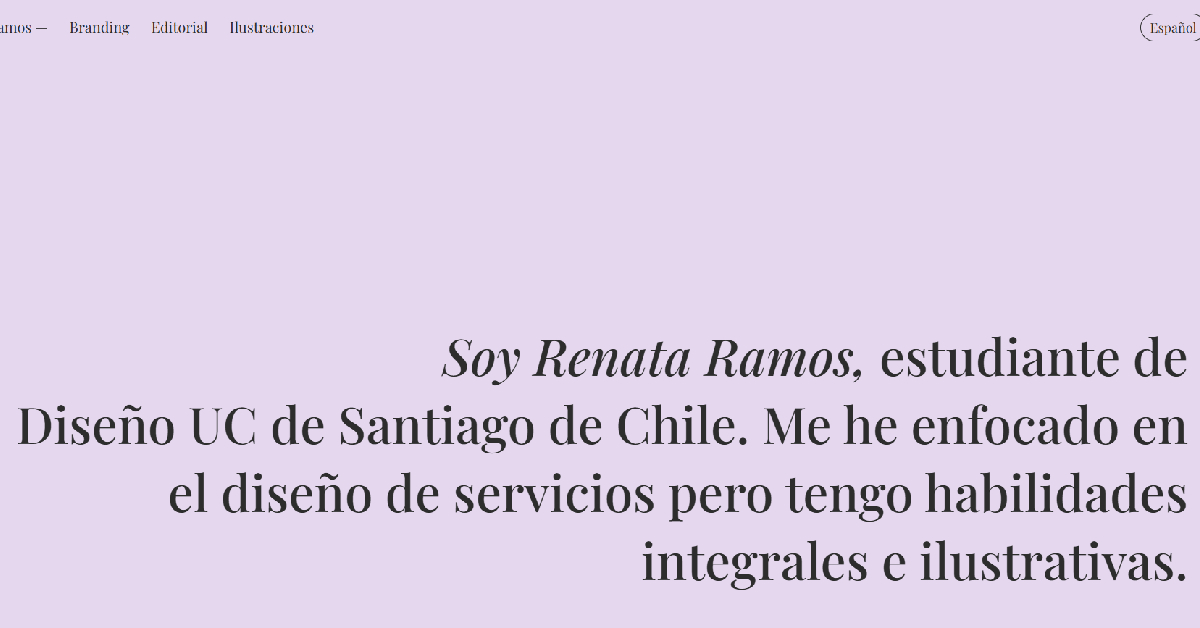 amos — Branding Editorial Ilustraciones Español
Soy Renata Ramos, estudiante de
Diseño UC de Santiago de Chile. Me he enfocado en
el diseño de servicios pero tengo habilidades
integrales e ilustrativas.